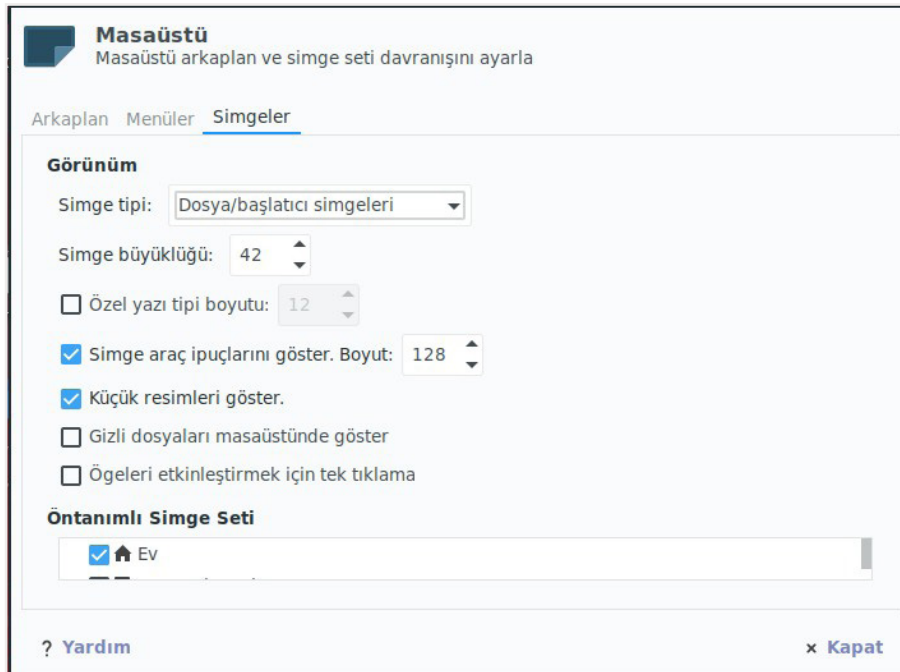 Masaüstü
Masaüstü arkaplan ve simge seti davranışını ayarla
Arkaplan Menüler Simgeler
Görünüm
Simge tipi: Dosya/başlatıcı simgeleri
Simge büyüklüğü: 42
Özel yazı tipi boyutu: 12
Simge araç ipuçlarını göster. Boyut: 128
Küçük resimleri göster.
Gizli dosyaları masaüstünde göster
Ögeleri etkinleştirmek için tek tıklama
Öntanımlı Simge Seti
Ev
? Yardım × Kapat